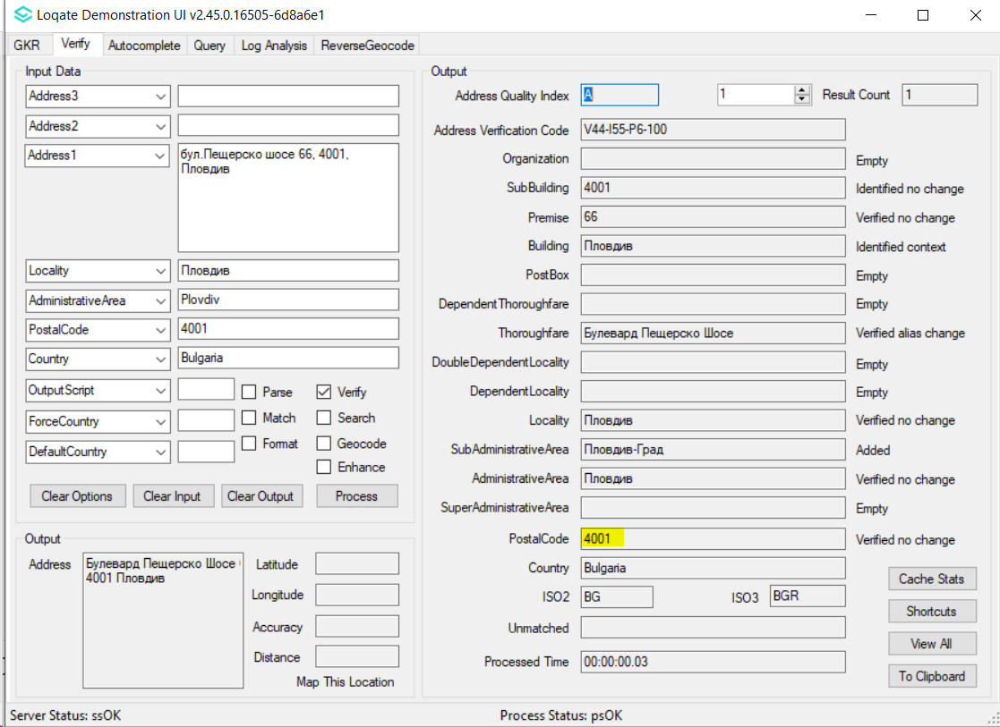 Loqate Demonstration UI v2.45.0.16505-6d8a6e1
GKR Verify Autocomplete Query Log Analysis ReverseGeocode
Input Data
Address3
Address2
Address1 бул.Пещерско шосе 66, 4001,
Пловдив
Locality Пловдив
AdministrativeArea Plovdiv
PostalCode 4001
Country Bulgaria
OutputScript Parse Verify
ForceCountry Match Search
DefaultCountry Format Geocode
Enhance
Clear Options Clear Input Clear Output Process
Output
Address Булевард Пещерско Шосе
4001 Пловдив
Latitude
Longitude
Accuracy
Distance
Map This Location
Output
Address Quality Index A 1 Result Count 1
Address Verification Code V44-I55-P6-100
Organization Empty
SubBuilding 4001 Identified no change
Premise 66 Verified no change
Building Пловдив Identified context
PostBox Empty
DependentThoroughfare Empty
Thoroughfare Булевард Пещерско Шосе Verified alias change
DoubleDependentLocality Empty
DependentLocality Empty
Locality Пловдив Verified no change
SubAdministrativeArea Пловдив-Град Added
AdministrativeArea Пловдив Verified no change
SuperAdministrativeArea Empty
PostalCode 4001 Verified no change
Country Bulgaria
ISO2 BG ISO3 BGR
Unmatched
Processed Time 00:00:00.03
Cache Stats
Shortcuts
View All
To Clipboard
Server Status: ssOK Process Status: psOK